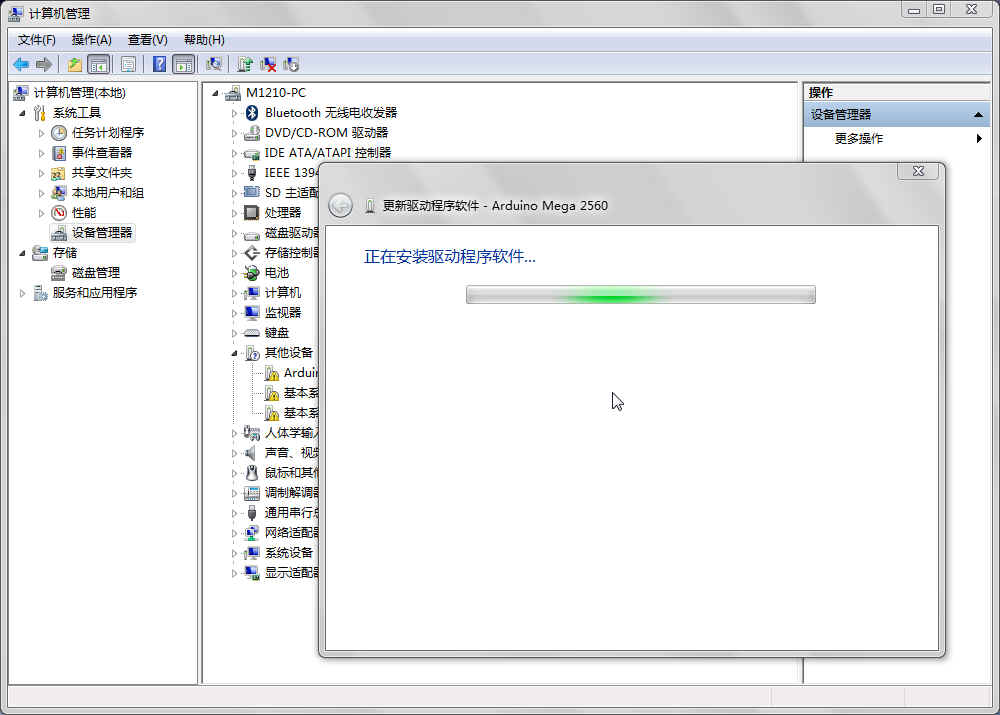 计算机管理
文件(F) 操作(A) 查看(V) 帮助(H)
计算机管理(本地)
系统工具
任务计划程序
事件查看器
共享文件夹
本地用户和组
性能
设备管理器
存储
磁盘管理
服务和应用程序
M1210-PC
Bluetooth 无线电收发器
DVD/CD-ROM 驱动器
IDE ATA/ATAPI 控制器
IEEE 1394
SD 主适配
处理器
磁盘驱动器
存储控制器
电池
计算机
监视器
键盘
其他设备
Arduin
基本系
基本系
人体学输入
声音、视频
鼠标和其他
调制解调器
通用串行总
网络适配器
系统设备
显示适配器
操作
设备管理器
更多操作
更新驱动程序软件 - Arduino Mega 2560
正在安装驱动程序软件...